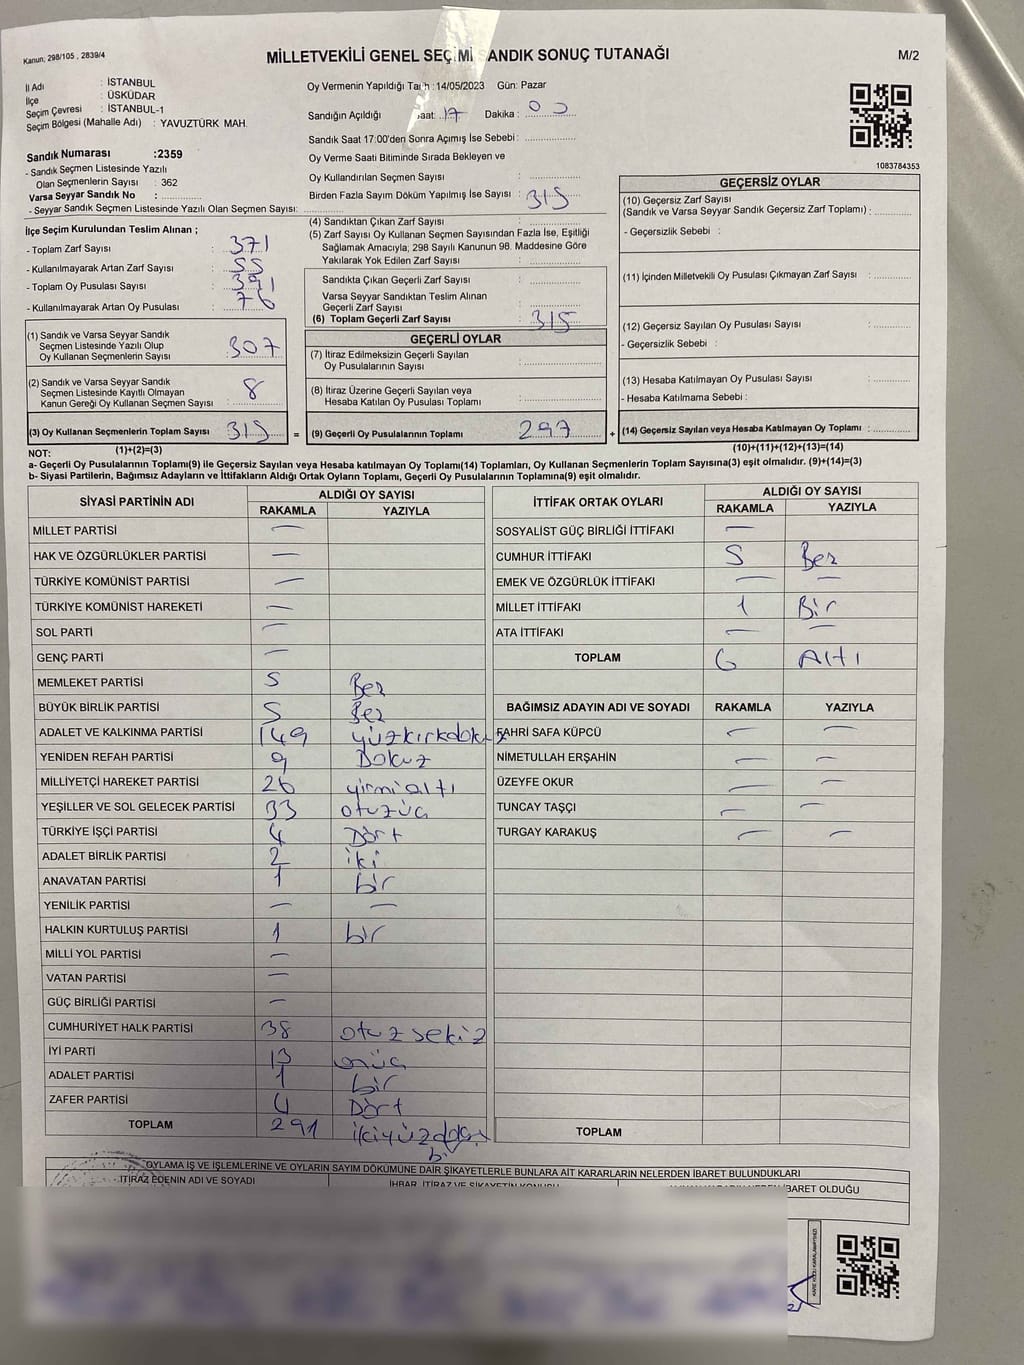 Kanun; 298/105 , 2839/4
MİLLETVEKİLİ GENEL SEÇİMİ SANDIK SONUÇ TUTANAĞI
M/2
İl Adı : İSTANBUL
İlçe : ÜSKÜDAR
Seçim Çevresi : İSTANBUL-1
Seçim Bölgesi (Mahalle Adı) : YAVUZTÜRK MAH.
Oy Vermenin Yapıldığı Tarih :14/05/2023 Gün: Pazar
Sandığın Açıldığı Saat: 17 Dakika : 00
Sandık Saat 17:00'den Sonra Açımış İse Sebebi :
Oy Verme Saati Bitiminde Sırada Bekleyen ve
Oy Kullandırılan Seçmen Sayısı :
Birden Fazla Sayım Döküm Yapılmış İse Sayısı : 315
1083784353
Sandık Numarası :2359
- Sandık Seçmen Listesinde Yazılı
Olan Seçmenlerin Sayısı : 362
Varsa Seyyar Sandık No :
- Seyyar Sandık Seçmen Listesinde Yazılı Olan Seçmen Sayısı:
İlçe Seçim Kurulundan Teslim Alınan ;
- Toplam Zarf Sayısı : 371
- Kullanılmayarak Artan Zarf Sayısı : 55
- Toplam Oy Pusulası Sayısı : 391
- Kullanılmayarak Artan Oy Pusulası : 76
(1) Sandık ve Varsa Seyyar Sandık
Seçmen Listesinde Yazılı Olup
Oy Kullanan Seçmenlerin Sayısı : 307
(2) Sandık ve Varsa Seyyar Sandık
Seçmen Listesinde Kayıtlı Olmayan
Kanun Gereği Oy Kullanan Seçmen Sayısı : 8
(3) Oy Kullanan Seçmenlerin Toplam Sayısı : 315 =
(4) Sandıktan Çıkan Zarf Sayısı :
(5) Zarf Sayısı Oy Kullanan Seçmen Sayısından Fazla İse, Eşitliği
Sağlamak Amacıyla, 298 Sayılı Kanunun 98. Maddesine Göre
Yakılarak Yok Edilen Zarf Sayısı :
Sandıkta Çıkan Geçerli Zarf Sayısı :
Varsa Seyyar Sandıktan Teslim Alınan
Geçerli Zarf Sayısı :
(6) Toplam Geçerli Zarf Sayısı : 315
GEÇERLİ OYLAR
(7) İtiraz Edilmeksizin Geçerli Sayılan
Oy Pusulalarının Sayısı :
(8) İtiraz Üzerine Geçerli Sayılan veya
Hesaba Katılan Oy Pusulası Toplamı :
(9) Geçerli Oy Pusulalarının Toplamı : 297 +
GEÇERSİZ OYLAR
(10) Geçersiz Zarf Sayısı
(Sandık ve Varsa Seyyar Sandık Geçersiz Zarf Toplamı) :
- Geçersizlik Sebebi :
(11) İçinden Milletvekili Oy Pusulası Çıkmayan Zarf Sayısı :
(12) Geçersiz Sayılan Oy Pusulası Sayısı :
- Geçersizlik Sebebi :
(13) Hesaba Katılmayan Oy Pusulası Sayısı :
- Hesaba Katılmama Sebebi :
(14) Geçersiz Sayılan veya Hesaba Katılmayan Oy Toplamı :
NOT: (1)+(2)=(3) (10)+(11)+(12)+(13)=(14)
a- Geçerli Oy Pusulalarının Toplamı(9) ile Geçersiz Sayılan veya Hesaba katılmayan Oy Toplamı(14) Toplamları, Oy Kullanan Seçmenlerin Toplam Sayısına(3) eşit olmalıdır. (9)+(14)=(3)
b- Siyasi Partilerin, Bağımsız Adayların ve İttifakların Aldığı Ortak Oyların Toplamı, Geçerli Oy Pusulalarının Toplamına(9) eşit olmalıdır.
SİYASİ PARTİNİN ADI ALDIĞI OY SAYISI
RAKAMLA YAZIYLA
MİLLET PARTİSİ —
HAK VE ÖZGÜRLÜKLER PARTİSİ —
TÜRKİYE KOMÜNİST PARTİSİ —
TÜRKİYE KOMÜNİST HAREKETİ —
SOL PARTİ —
GENÇ PARTİ —
MEMLEKET PARTİSİ 5 Beş
BÜYÜK BİRLİK PARTİSİ 5 Beş
ADALET VE KALKINMA PARTİSİ 149 yüzkırkdokuz
YENİDEN REFAH PARTİSİ 9 Dokuz
MİLLİYETÇİ HAREKET PARTİSİ 26 yirmialtı
YEŞİLLER VE SOL GELECEK PARTİSİ 33 otuzüç
TÜRKİYE İŞÇİ PARTİSİ 4 Dört
ADALET BİRLİK PARTİSİ 2 iki
ANAVATAN PARTİSİ 1 bir
YENİLİK PARTİSİ — —
HALKIN KURTULUŞ PARTİSİ 1 bir
MİLLİ YOL PARTİSİ —
VATAN PARTİSİ —
GÜÇ BİRLİĞİ PARTİSİ —
CUMHURİYET HALK PARTİSİ 38 otuzsekiz
İYİ PARTİ 13 onüç
ADALET PARTİSİ 1 bir
ZAFER PARTİSİ 4 Dört
TOPLAM 291
İTTİFAK ORTAK OYLARI ALDIĞI OY SAYISI
RAKAMLA YAZIYLA
SOSYALİST GÜÇ BİRLİĞİ İTTİFAKI —
CUMHUR İTTİFAKI 5 Beş
EMEK VE ÖZGÜRLÜK İTTİFAKI — —
MİLLET İTTİFAKI 1 Bir
ATA İTTİFAKI — —
TOPLAM 6 Altı
BAĞIMSIZ ADAYIN ADI VE SOYADI RAKAMLA YAZIYLA
FAHRİ SAFA KÜPCÜ — —
NİMETULLAH ERŞAHİN — —
ÜZEYFE OKUR — —
TUNCAY TAŞÇI — —
TURGAY KARAKUŞ — —
TOPLAM
OYLAMA İŞ VE İŞLEMLERİNE VE OYLARIN SAYIM DÖKÜMÜNE DAİR ŞİKAYETLERLE BUNLARA AİT KARARLARIN NELERDEN İBARET BULUNDUKLARI
İTİRAZ EDENİN ADI VE SOYADI İHBAR, İTİRAZ VE ŞİKAYETİN KONUSU İBARET OLDUĞU